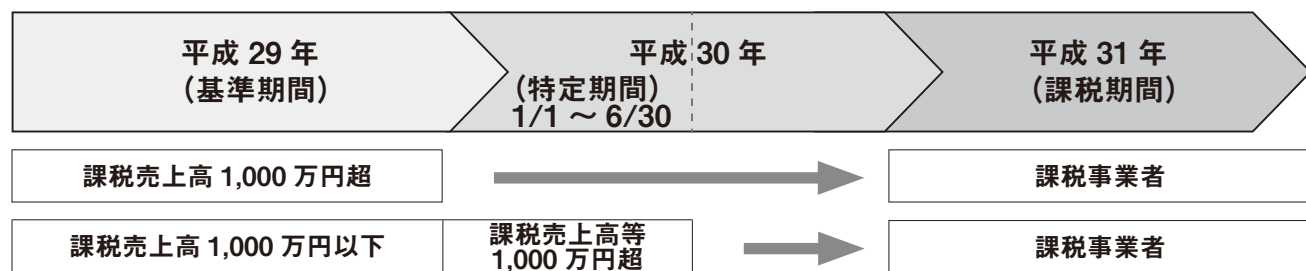 平成 29 年
（基準期間）
平成 30 年
（特定期間）
1/1 ～ 6/30
平成 31 年
（課税期間）
課税売上高 1,000 万円超
課税事業者
課税売上高 1,000 万円以下
課税売上高等
1,000 万円超
課税事業者